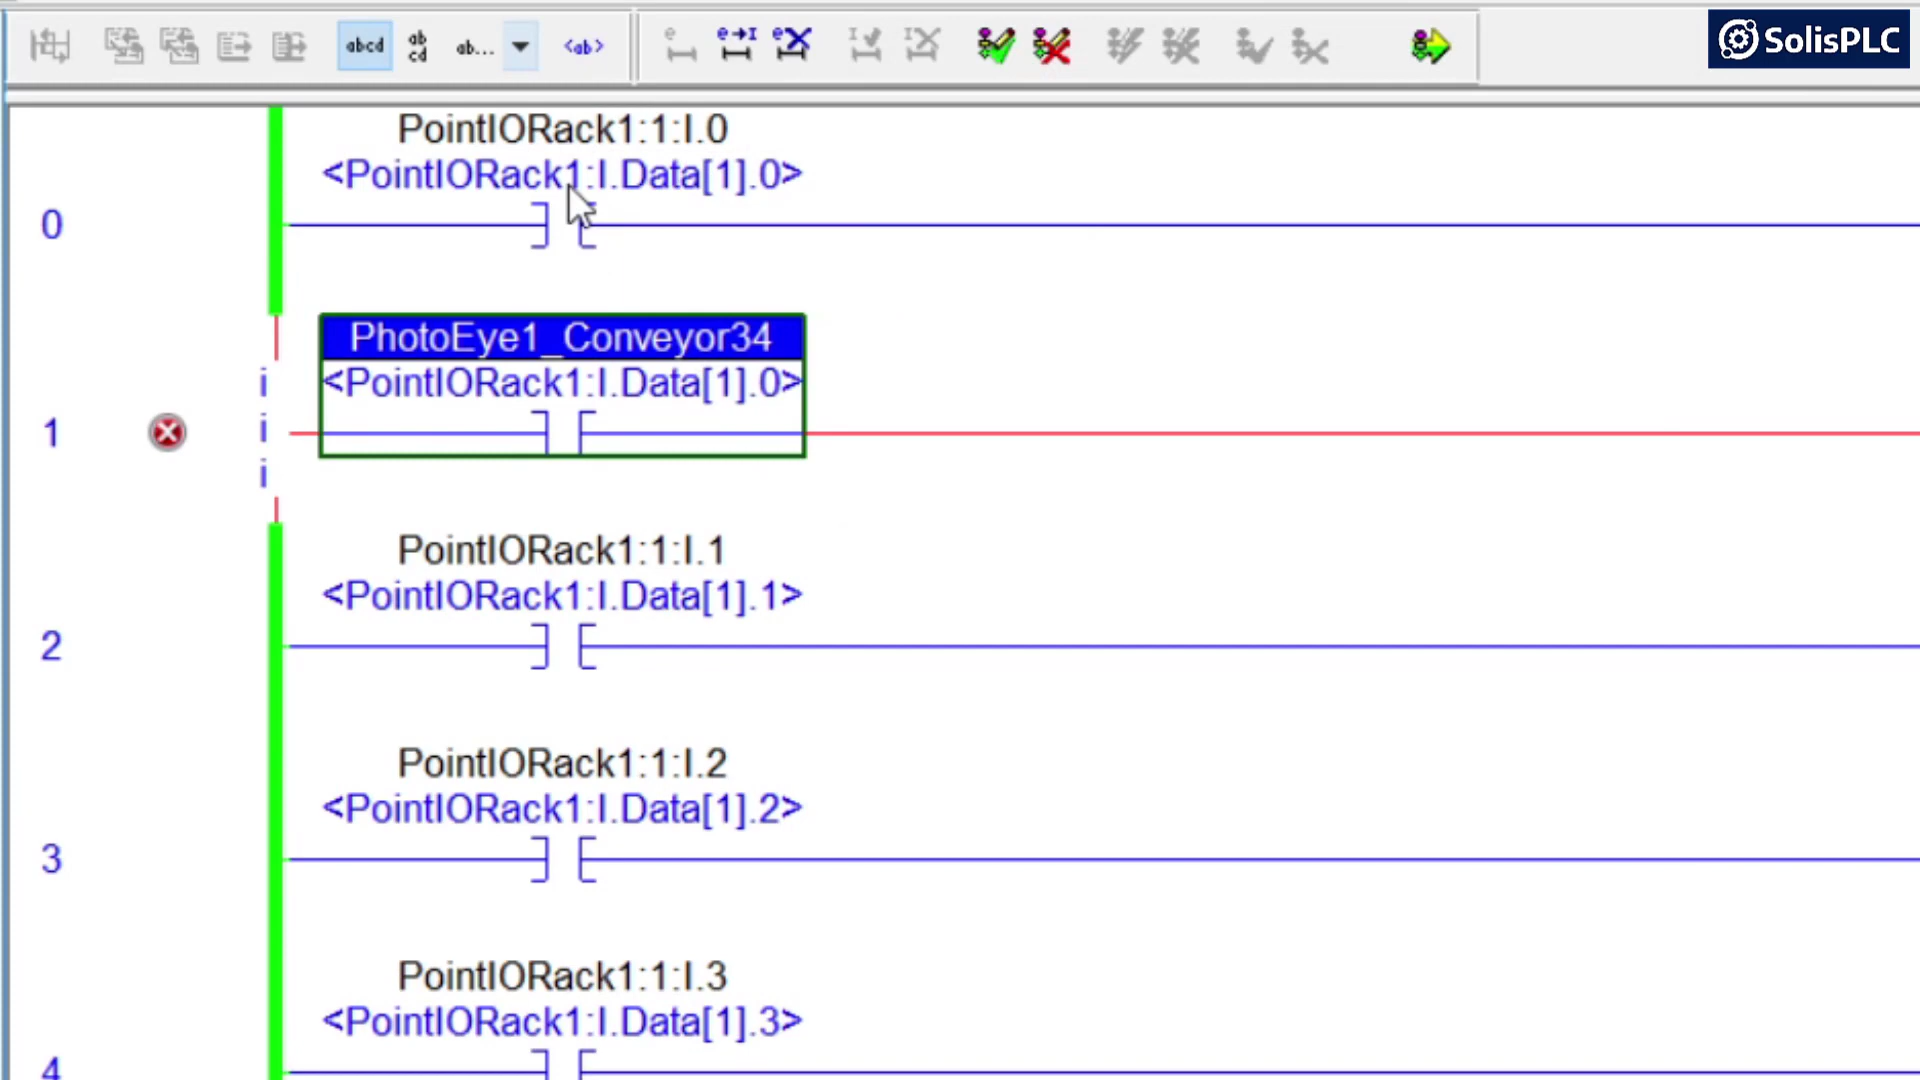 abcd
ab
cd
ab...
<ab>
e
e
I
e
I
I
SolisPLC
PointIORack1:1:I.0
<PointIORack1:I.Data[1].0>
0
PhotoEye1_Conveyor34
<PointIORack1:I.Data[1].0>
i
1
i
i
PointIORack1:1:I.1
<PointIORack1:I.Data[1].1>
2
PointIORack1:1:I.2
<PointIORack1:I.Data[1].2>
3
PointIORack1:1:I.3
<PointIORack1:I.Data[1].3>
4